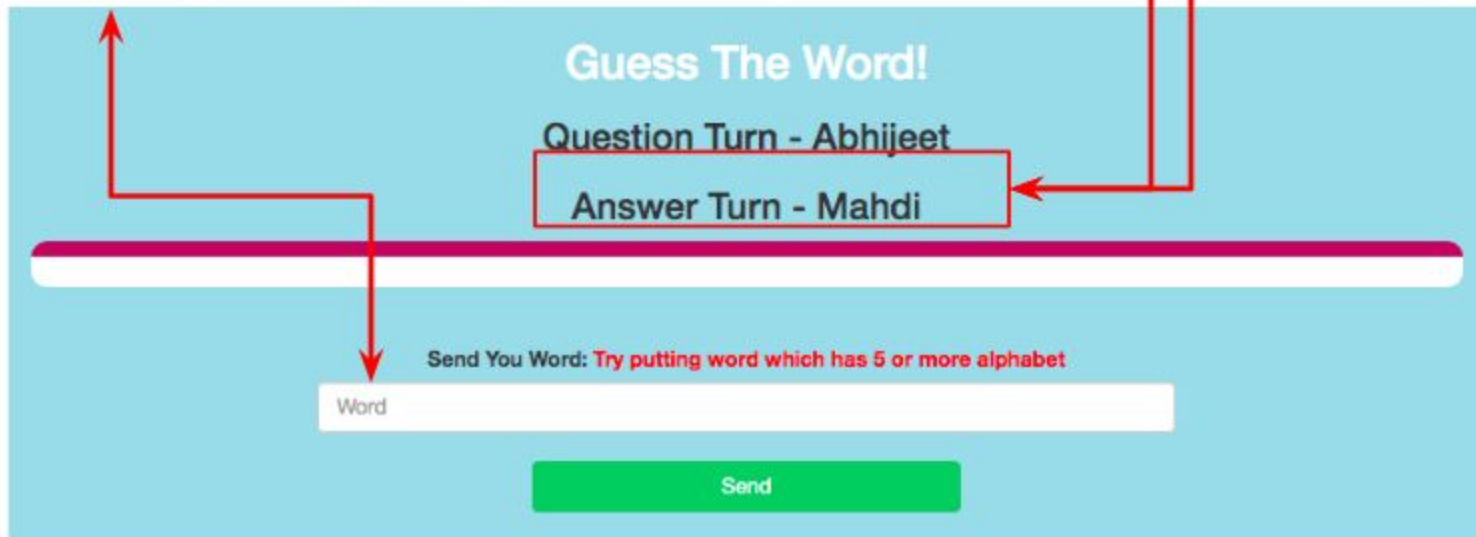 Guess The Word!
Question Turn - Abhijeet
Answer Turn - Mahdi
Send You Word: Try putting word which has 5 or more alphabet
Word
Send